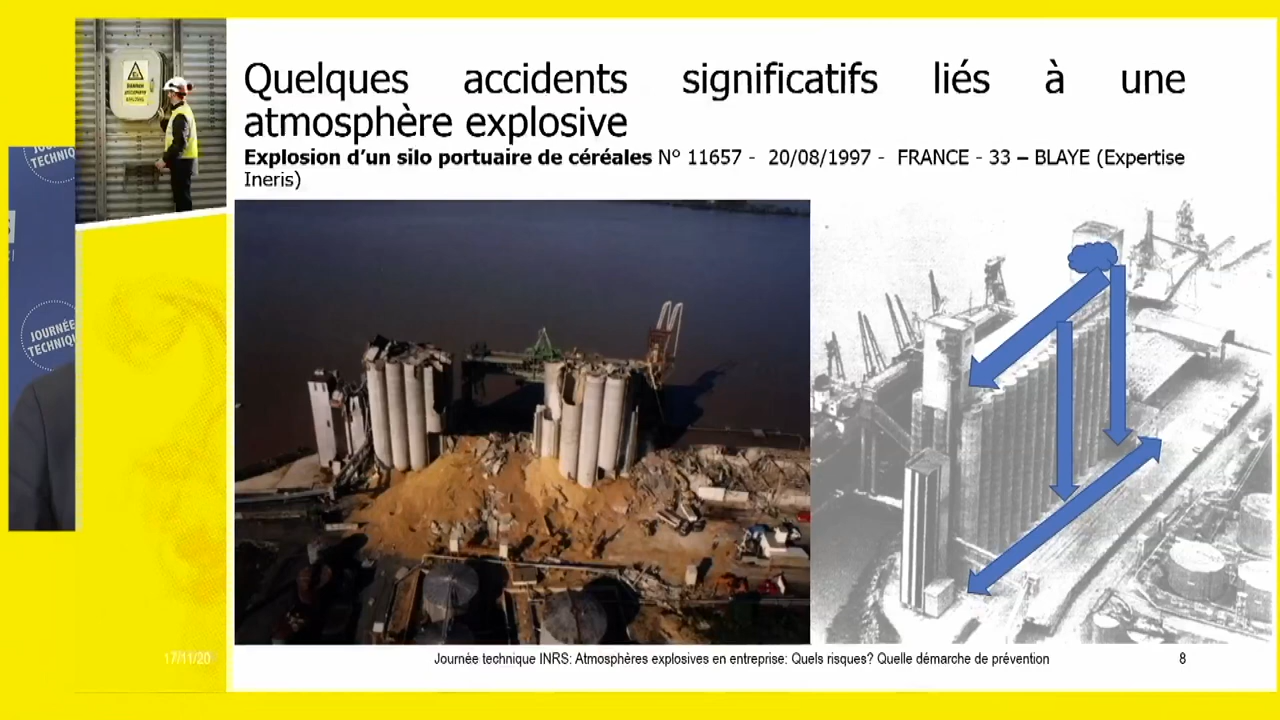 Quelques accidents significatifs liés à une
atmosphère explosive
Explosion d'un silo portuaire de céréales N° 11657 - 20/08/1997 - FRANCE - 33 – BLAYE (Expertise
Ineris)
JOURNÉE
TECHNIQ
17/11/20
Journée technique INRS: Atmosphères explosives en entreprise: Quels risques? Quelle démarche de prévention
8